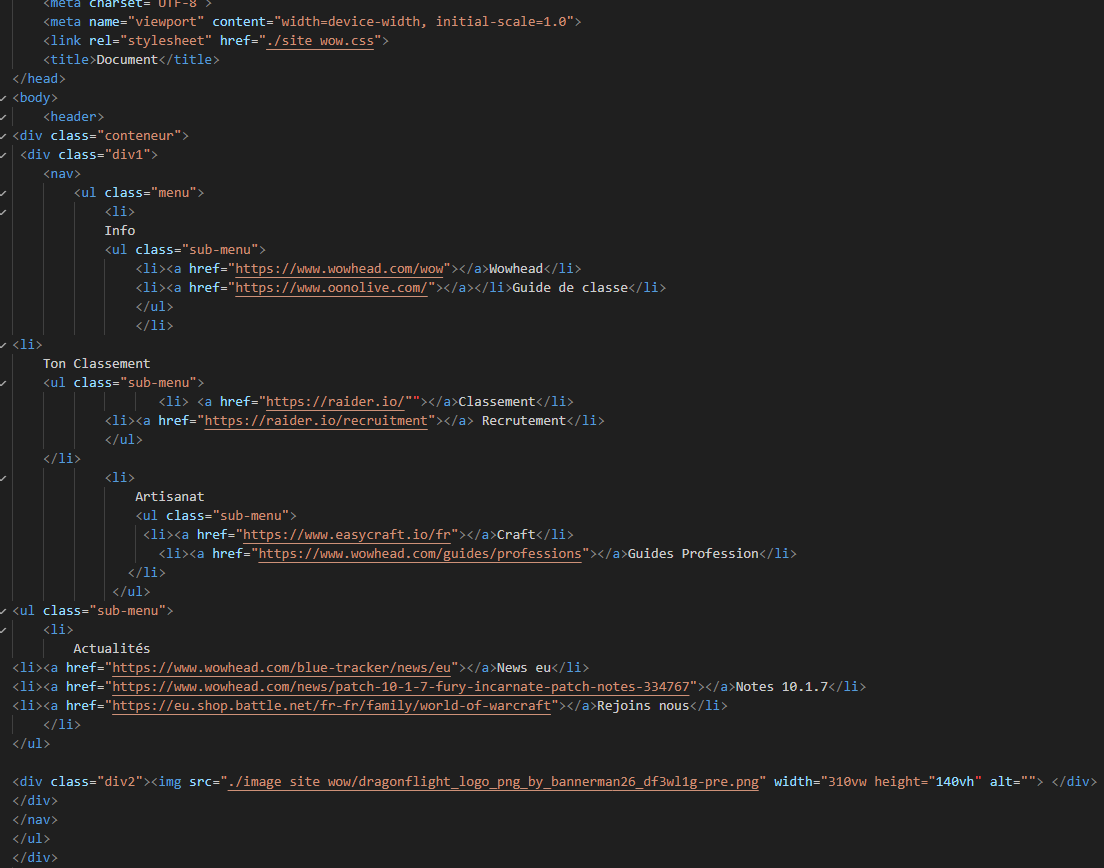 <meta charset="UTF-8">
<meta name="viewport" content="width=device-width, initial-scale=1.0">
<link rel="stylesheet" href="./site wow.css">
<title>Document</title>
</head>
<body>
<header>
<div class="conteneur">
<div class="div1">
<nav>
<ul class="menu">
<li>
Info
<ul class="sub-menu">
<li><a href="https://www.wowhead.com/wow"></a>Wowhead</li>
<li><a href="https://www.oonolive.com/"></a></li>Guide de classe</li>
</ul>
</li>
<li>
Ton Classement
<ul class="sub-menu">
<li> <a href="https://raider.io/""></a>Classement</li>
<li><a href="https://raider.io/recruitment"></a> Recrutement</li>
</ul>
</li>
<li>
Artisanat
<ul class="sub-menu">
<li><a href="https://www.easycraft.io/fr"></a>Craft</li>
<li><a href="https://www.wowhead.com/guides/professions"></a>Guides Profession</li>
</li>
</ul>
<ul class="sub-menu">
<li>
Actualités
<li><a href="https://www.wowhead.com/blue-tracker/news/eu"></a>News eu</li>
<li><a href="https://www.wowhead.com/news/patch-10-1-7-fury-incarnate-patch-notes-334767"></a>Notes 10.1.7</li>
<li><a href="https://eu.shop.battle.net/fr-fr/family/world-of-warcraft"></a>Rejoins nous</li>
</li>
</ul>
<div class="div2"><img src="./image site wow/dragonflight_logo_png_by_bannerman26_df3wl1g-pre.png" width="310vw height="140vh" alt=""> </div>
</div>
</nav>
</ul>
</div>